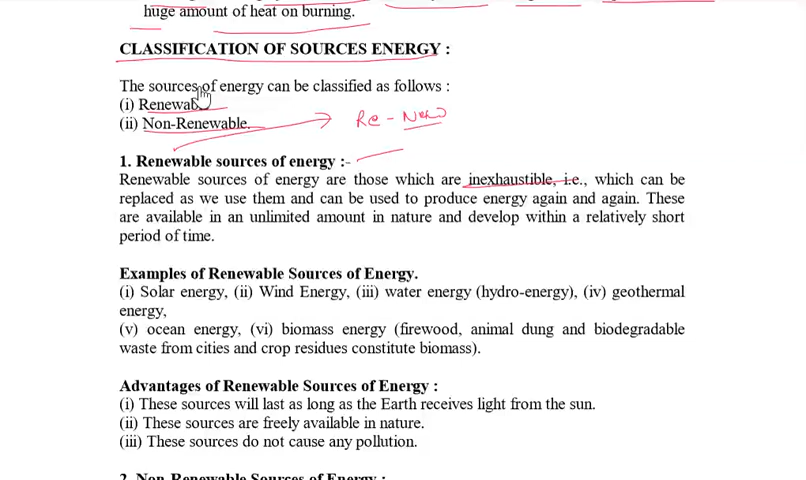 huge amount of heat on burning.
CLASSIFICATION OF SOURCES ENERGY :
The sources of energy can be classified as follows :
(i) Renewab
(ii) Non-Renewable.
Re - New
1. Renewable sources of energy :-
Renewable sources of energy are those which are inexhaustible, i.e., which can be
replaced as we use them and can be used to produce energy again and again. These
are available in an unlimited amount in nature and develop within a relatively short
period of time.
Examples of Renewable Sources of Energy.
(i) Solar energy, (ii) Wind Energy, (iii) water energy (hydro-energy), (iv) geothermal
energy,
(v) ocean energy, (vi) biomass energy (firewood, animal dung and biodegradable
waste from cities and crop residues constitute biomass).
Advantages of Renewable Sources of Energy :
(i) These sources will last as long as the Earth receives light from the sun.
(ii) These sources are freely available in nature.
(iii) These sources do not cause any pollution.
2. Non-Renewable Sources of Energy :